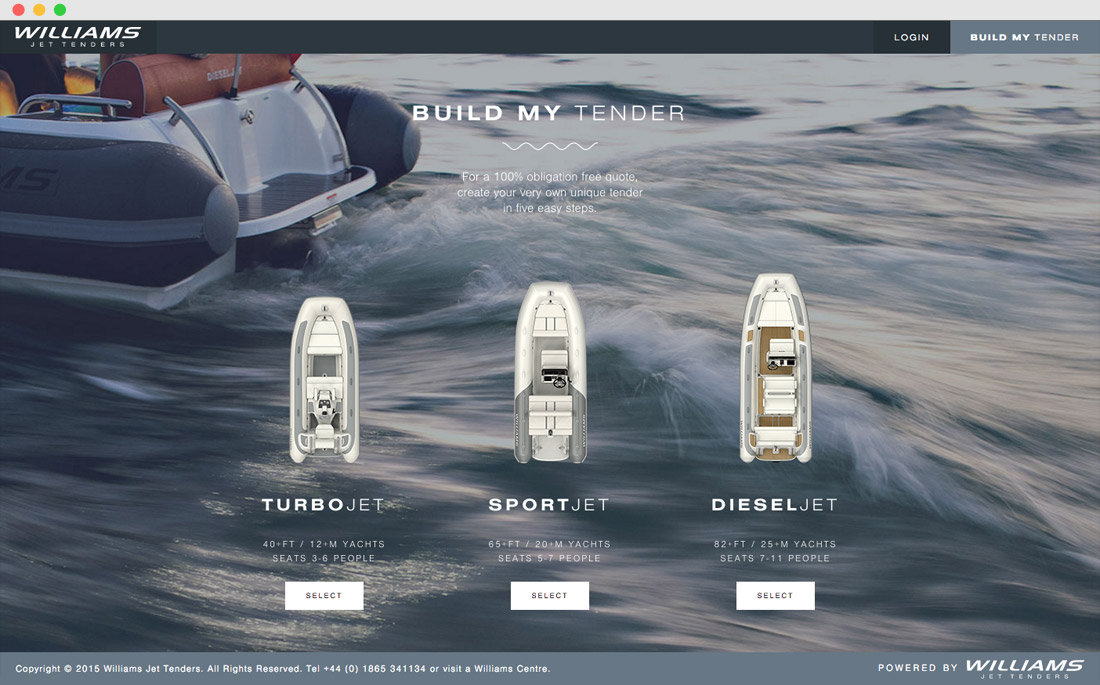 WILLIAMS
JET TENDERS
LOGIN
BUILD MY TENDER
DIESELJET
MS
BUILD MY TENDER
For a 100% obligation free quote,
create your very own unique tender
in five easy steps.
TURBOJET
SPORTJET
DIESELJET
40+FT / 12+M YACHTS
SEATS 3-6 PEOPLE
65+FT / 20+M YACHTS
SEATS 5-7 PEOPLE
82+FT / 25+M YACHTS
SEATS 7-11 PEOPLE
SELECT
SELECT
SELECT
Copyright © 2015 Williams Jet Tenders. All Rights Reserved. Tel +44 (0) 1865 341134 or visit a Williams Centre.
POWERED BY WILLIAMS
JET TENDERS